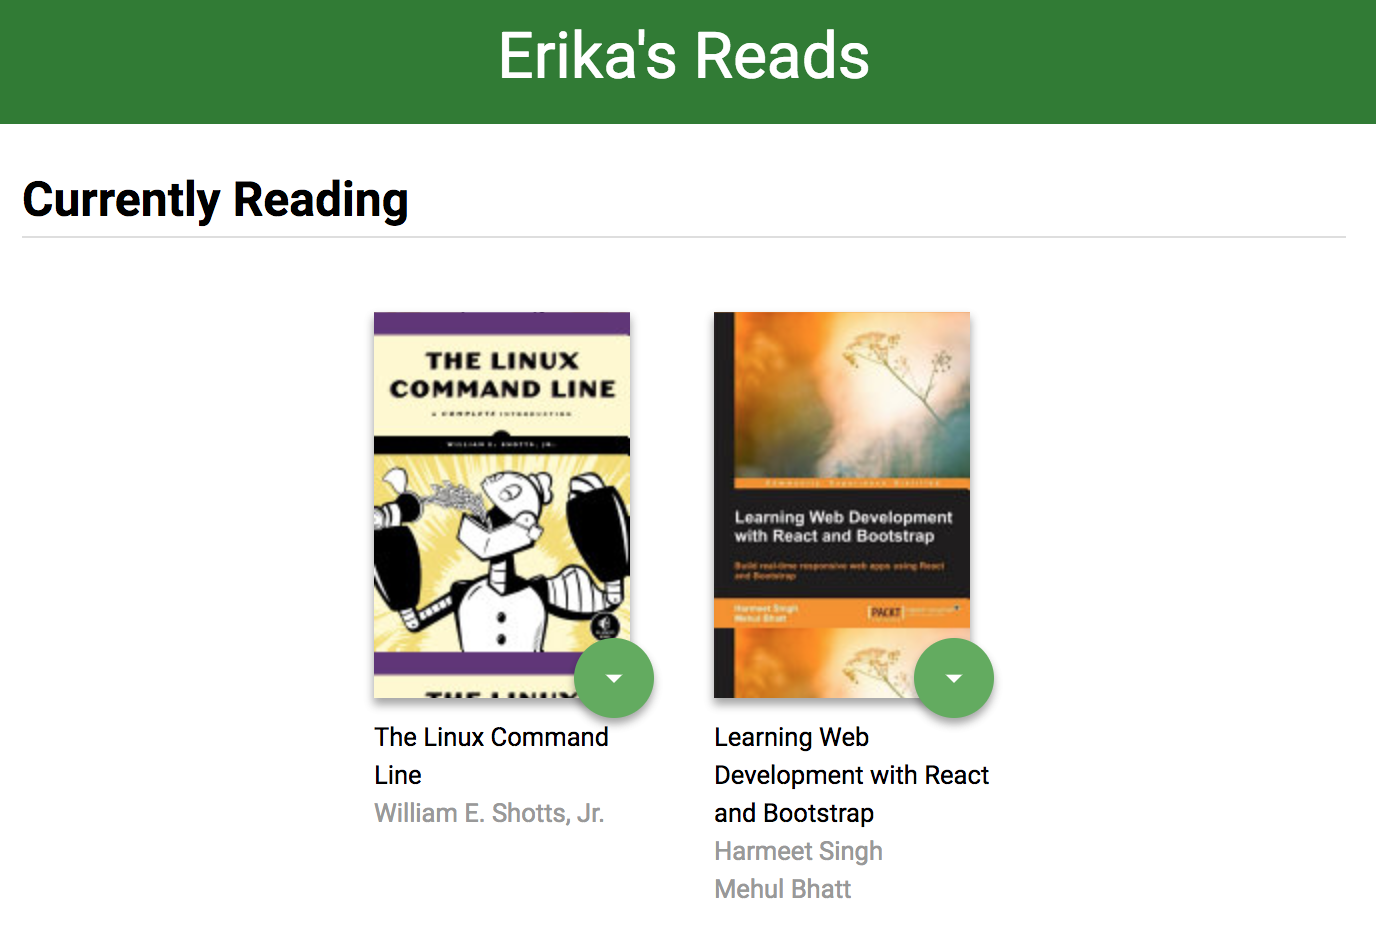 Erika's Reads
Currently Reading
THE LINUX
COMMAND LINE
A COMPLETE INTRODUCTION
WILLIAM E. SHOTTS, JR.
THE LINUX
The Linux Command
Line
William E. Shotts, Jr.
Community Experience Distilled
Learning Web Development
with React and Bootstrap
Build real-time responsive web apps using React
and Bootstrap
Harmeet Singh
Mehul Bhatt
PACKT
Learning Web
Development with React
and Bootstrap
Harmeet Singh
Mehul Bhatt